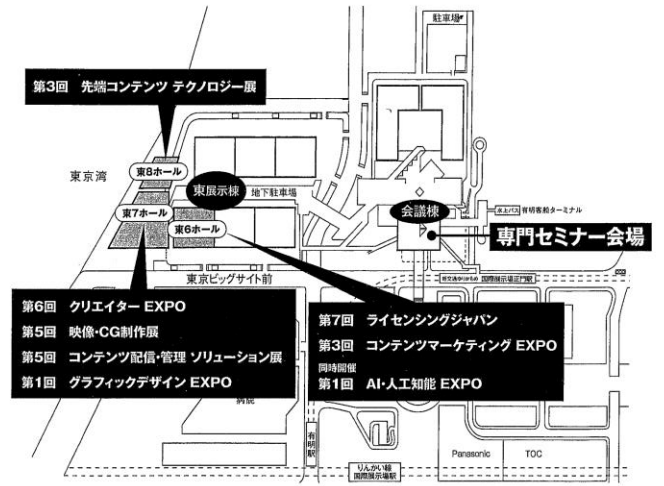 駐車場
第3回 先端コンテンツ テクノロジー展
東京湾
東8ホール
東展示棟
地下駐車場
東7ホール
東6ホール
会議棟
水上バス 有明客船ターミナル
専門セミナー会場
東京ビッグサイト前
国際展示場正門駅
第6回 クリエイター EXPO
第5回 映像・CG制作展
第5回 コンテンツ配信・管理 ソリューション展
第1回 グラフィックデザイン EXPO
第7回 ライセンシングジャパン
第3回 コンテンツマーケティング EXPO
同時開催
第1回 AI・人工知能 EXPO
病院
有明駅
Panasonic
TOC
りんかい線
国際展示場駅